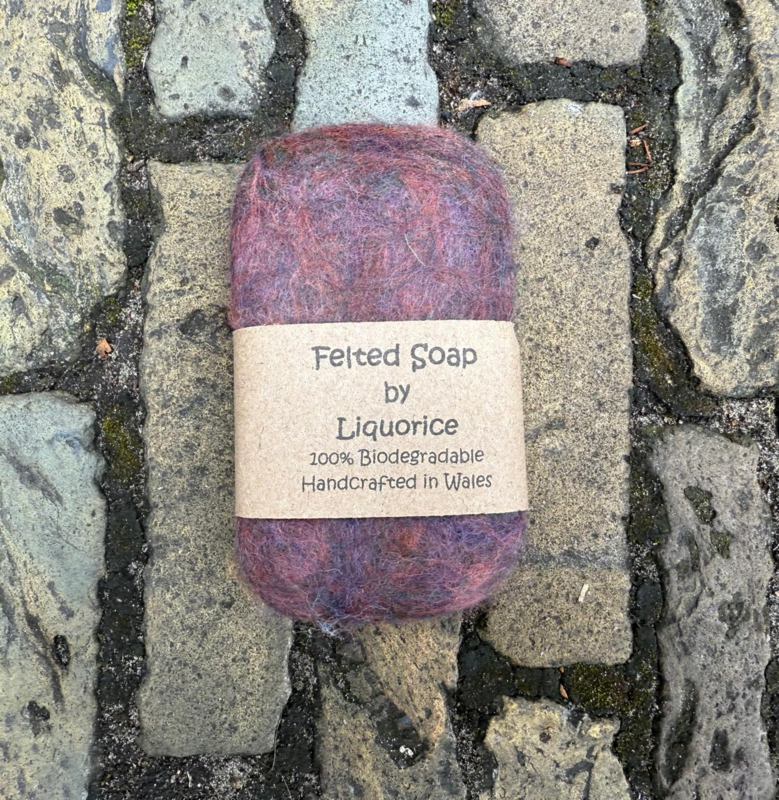 Felted Soap
by
Liquorice
100% Biodegradable
Handcrafted in Wales